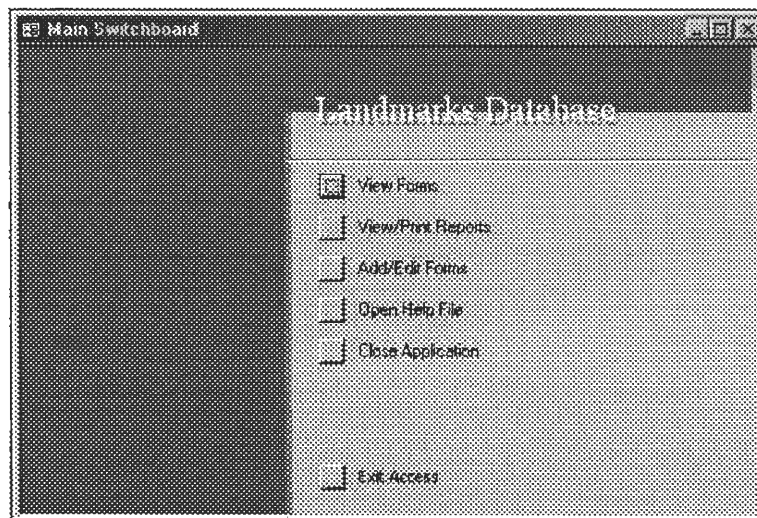 Main Switchboard
Landmarks Database
View Forms
View/Print Reports
Add/Edit Forms
Open Help File
Close Application
Exit Access